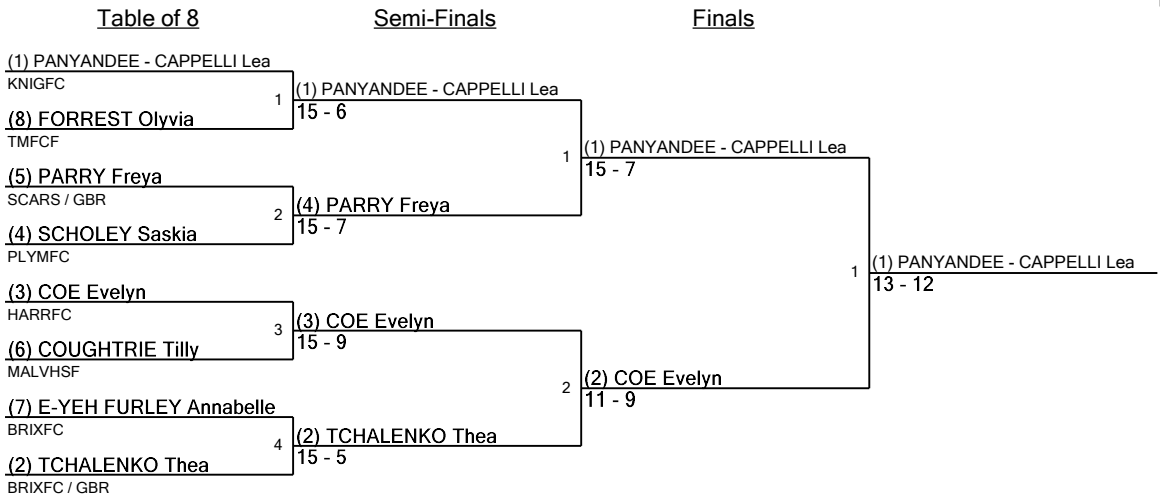 Table of 8
Semi-Finals
Finals
(1) PANYANDEE - CAPPELLI Lea
KNIGFC
1
(8) FORREST Olyvia
TMFCF
(5) PARRY Freya
SCARS / GBR
2
(4) SCHOLEY Saskia
PLYMFC
(3) COE Evelyn
HARRFC
3
(6) COUGHTRIE Tilly
MALVHSF
(7) E-YEH FURLEY Annabelle
BRIXFC
4
(2) TCHALENKO Thea
BRIXFC / GBR
(1) PANYANDEE - CAPPELLI Lea
15 - 6
1
(4) PARRY Freya
15 - 7
(3) COE Evelyn
15 - 9
2
(2) TCHALENKO Thea
15 - 5
(1) PANYANDEE - CAPPELLI Lea
15 - 7
1
(2) COE Evelyn
11 - 9
(1) PANYANDEE - CAPPELLI Lea
13 - 12